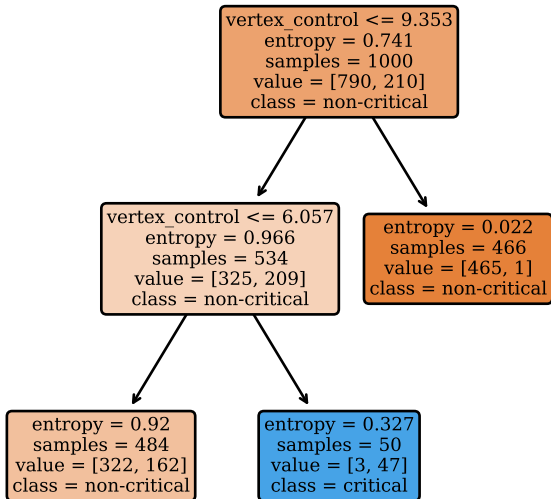 vertex_control <= 9.353
entropy = 0.741
samples = 1000
value = [790, 210]
class = non-critical
vertex_control <= 6.057
entropy = 0.966
samples = 534
value = [325, 209]
class = non-critical
entropy = 0.022
samples = 466
value = [465, 1]
class = non-critical
entropy = 0.92
samples = 484
value = [322, 162]
class = non-critical
entropy = 0.327
samples = 50
value = [3, 47]
class = critical